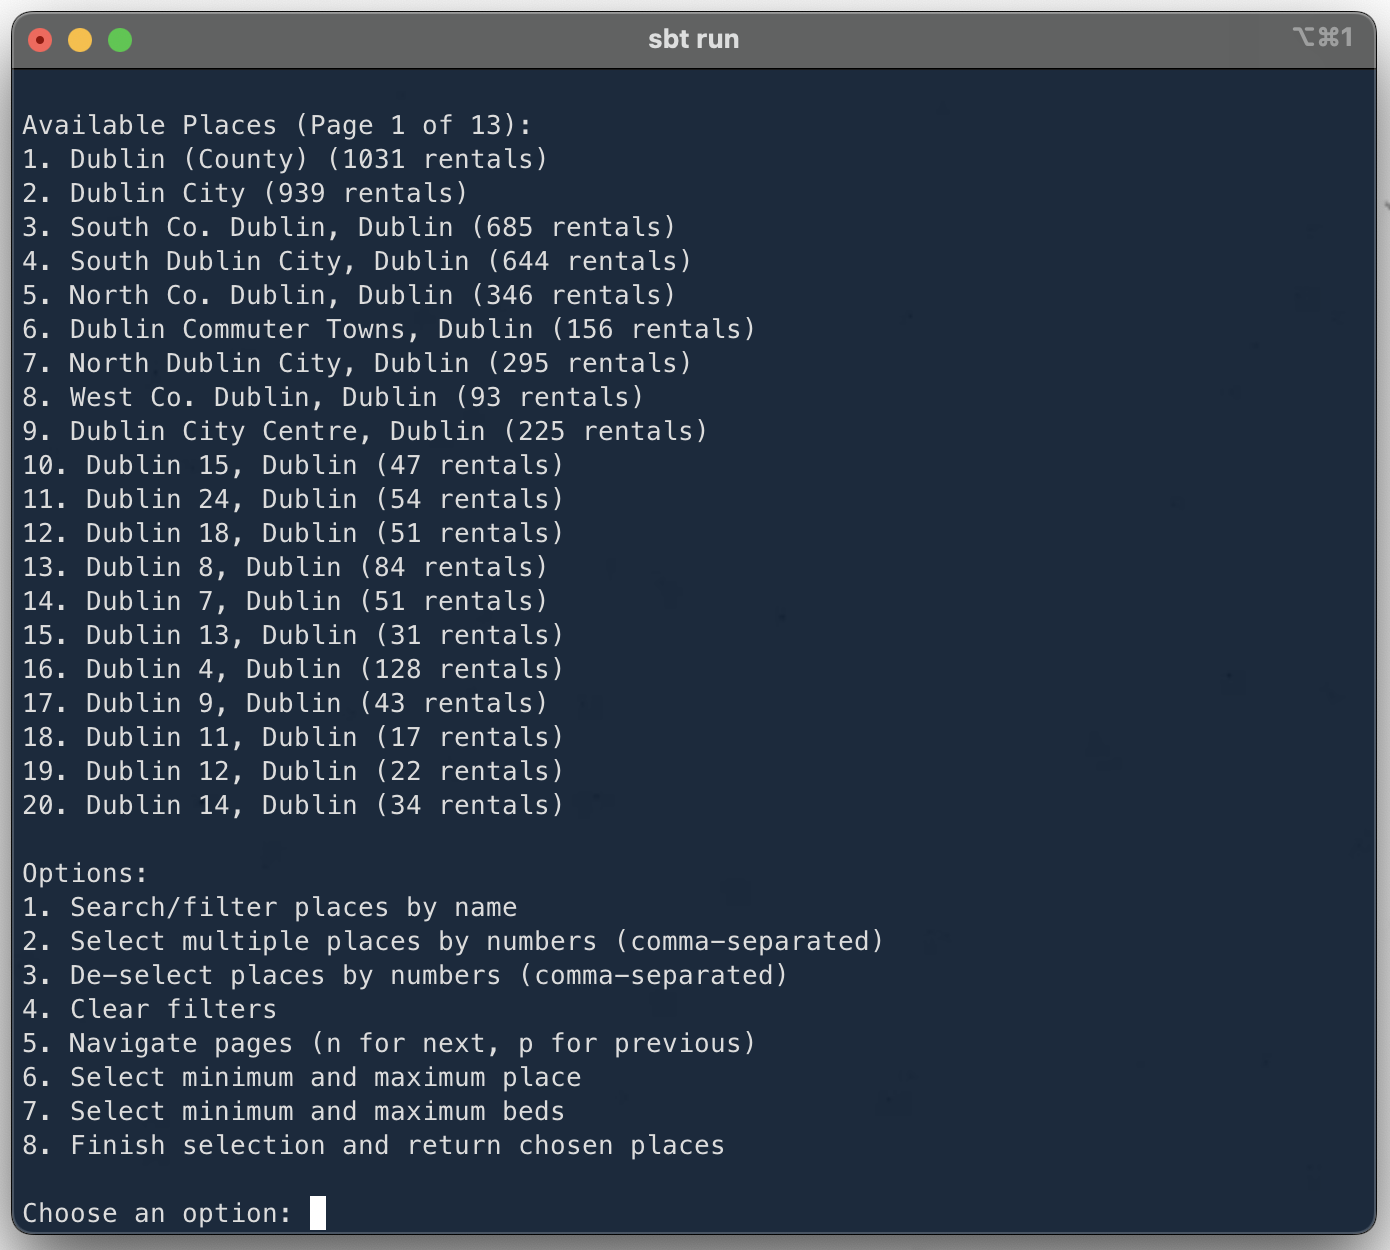 sbt run
⌥⌘1
Available Places (Page 1 of 13):
1. Dublin (County) (1031 rentals)
2. Dublin City (939 rentals)
3. South Co. Dublin, Dublin (685 rentals)
4. South Dublin City, Dublin (644 rentals)
5. North Co. Dublin, Dublin (346 rentals)
6. Dublin Commuter Towns, Dublin (156 rentals)
7. North Dublin City, Dublin (295 rentals)
8. West Co. Dublin, Dublin (93 rentals)
9. Dublin City Centre, Dublin (225 rentals)
10. Dublin 15, Dublin (47 rentals)
11. Dublin 24, Dublin (54 rentals)
12. Dublin 18, Dublin (51 rentals)
13. Dublin 8, Dublin (84 rentals)
14. Dublin 7, Dublin (51 rentals)
15. Dublin 13, Dublin (31 rentals)
16. Dublin 4, Dublin (128 rentals)
17. Dublin 9, Dublin (43 rentals)
18. Dublin 11, Dublin (17 rentals)
19. Dublin 12, Dublin (22 rentals)
20. Dublin 14, Dublin (34 rentals)
Options:
1. Search/filter places by name
2. Select multiple places by numbers (comma-separated)
3. De-select places by numbers (comma-separated)
4. Clear filters
5. Navigate pages (n for next, p for previous)
6. Select minimum and maximum place
7. Select minimum and maximum beds
8. Finish selection and return chosen places
Choose an option: